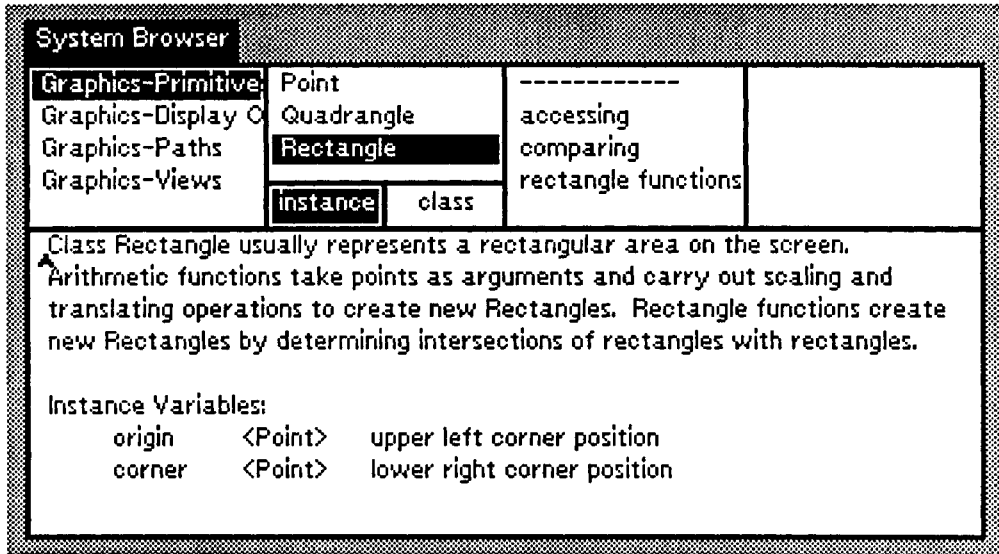 System Browser
Graphics-Primitive
Graphics-Display
Graphics-Paths
Graphics-Views
Point
Quadrangle
Rectangle
instance class
-------------
accessing
comparing
rectangle functions
Class Rectangle usually represents a rectangular area on the screen.
Arithmetic functions take points as arguments and carry out scaling and
translating operations to create new Rectangles. Rectangle functions create
new Rectangles by determining intersections of rectangles with rectangles.
Instance Variables:
origin <Point> upper left corner position
corner <Point> lower right corner position